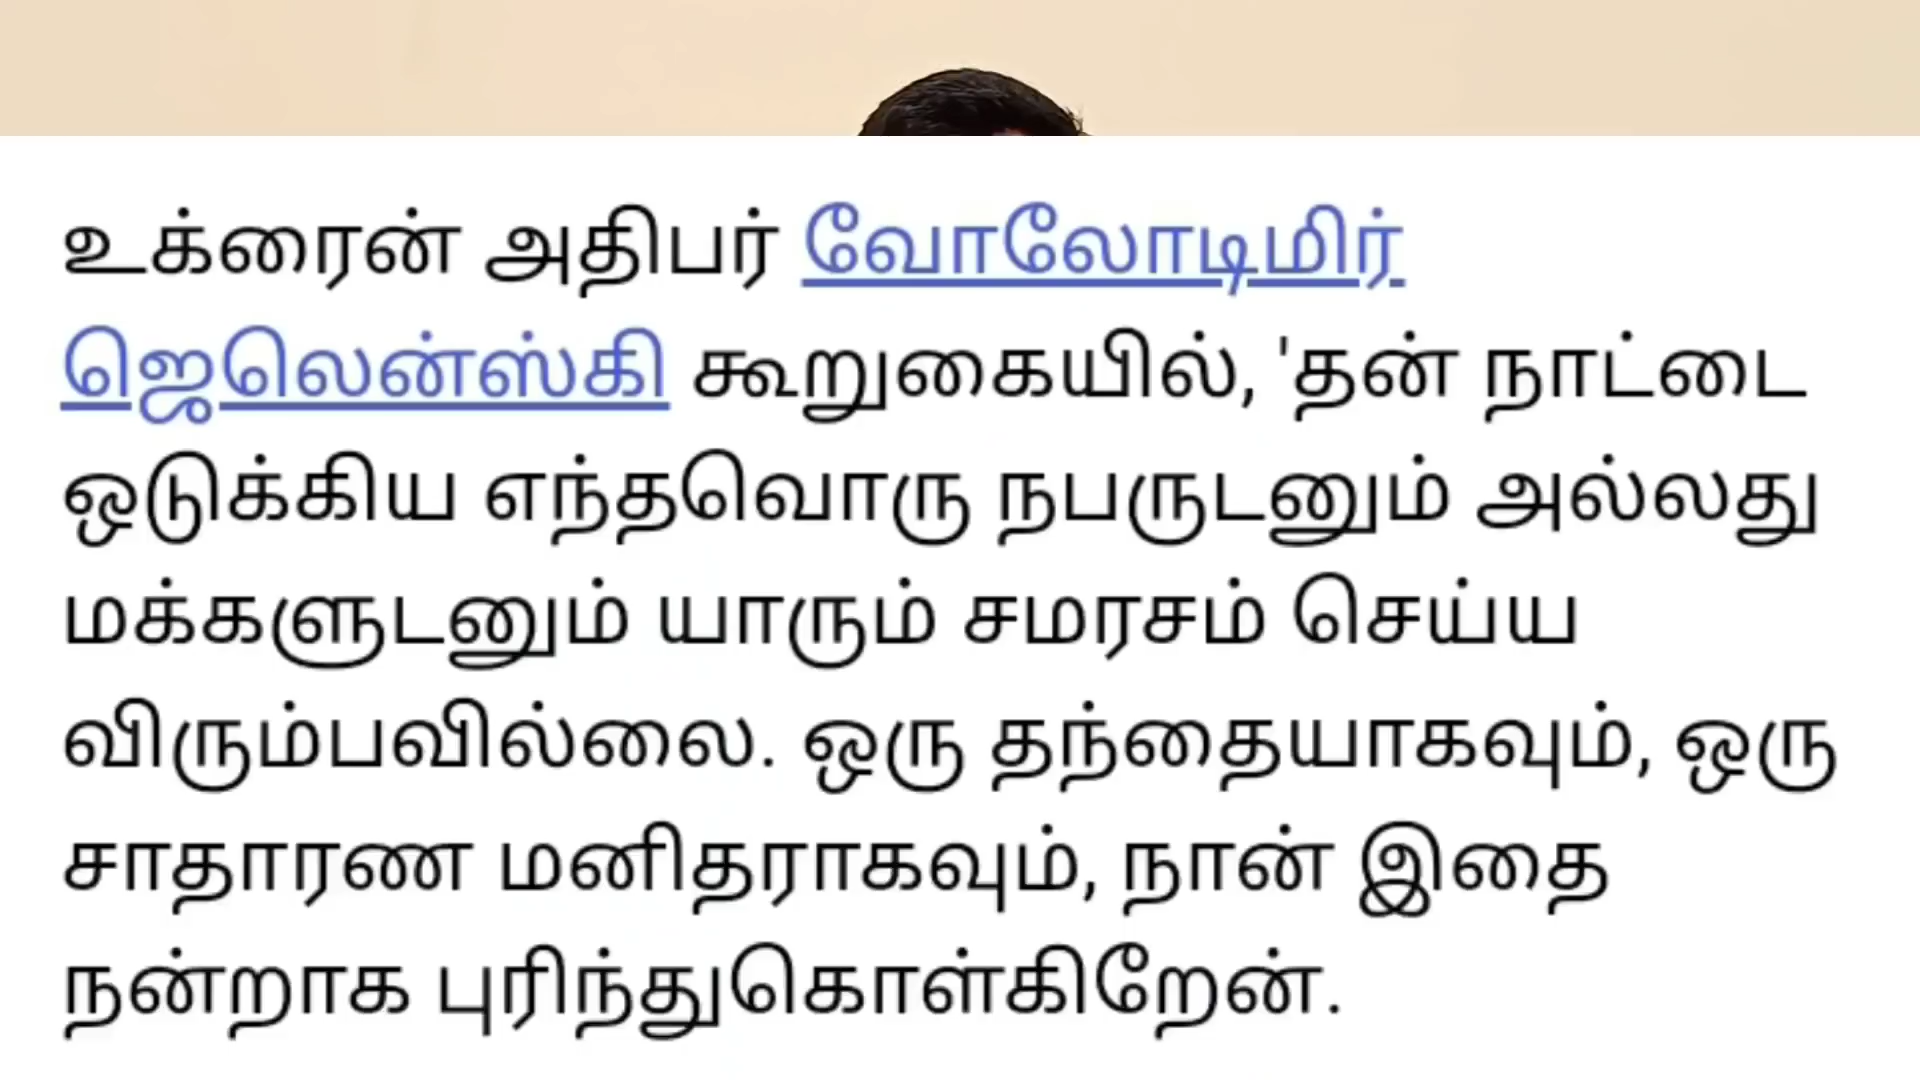 உக்ரைன் அதிபர் வோலோடிமிர்
ஜெலென்ஸ்கி கூறுகையில், 'தன் நாட்டை
ஒடுக்கிய எந்தவொரு நபருடனும் அல்லது
மக்களுடனும் யாரும் சமரசம் செய்ய
விரும்பவில்லை. ஒரு தந்தையாகவும், ஒரு
சாதாரண மனிதராகவும், நான் இதை
நன்றாக புரிந்துகொள்கிறேன்.